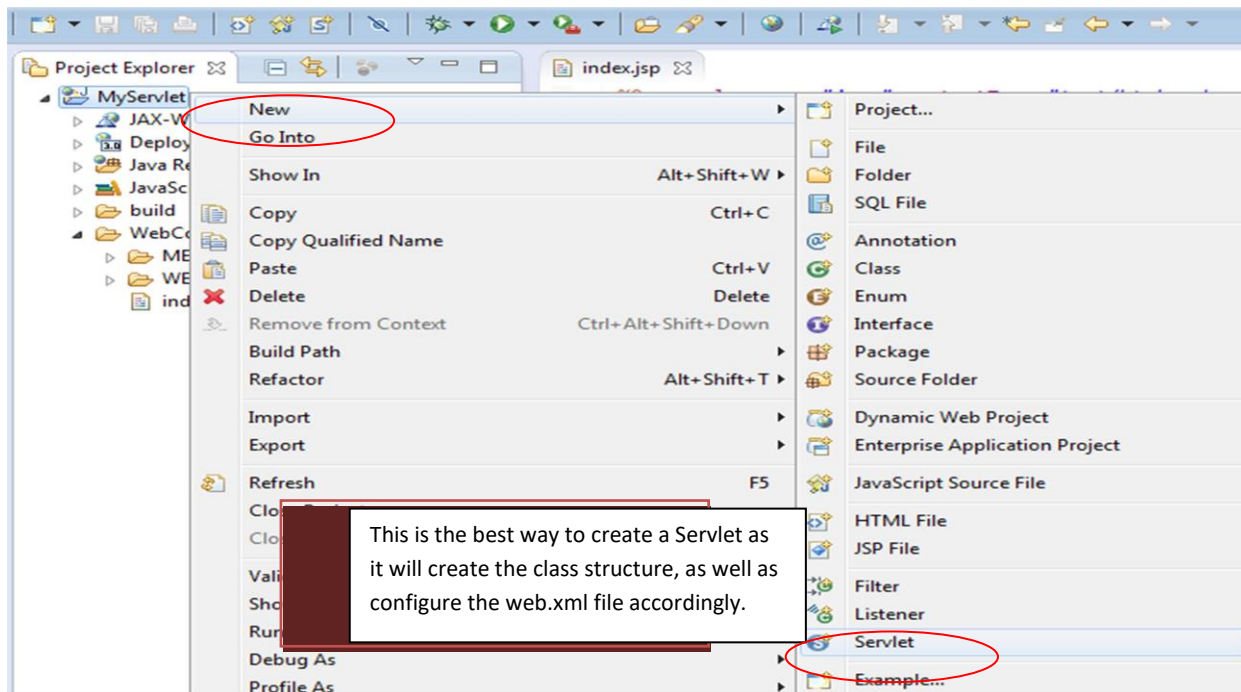 Project Explorer
index.jsp
MyServlet
JAX-W
Deploy
Java Re
JavaSc
build
WebCo
ME
WE
ind
New
Go Into
Show In Alt+Shift+W
Copy Ctrl+C
Copy Qualified Name
Paste Ctrl+V
Delete Delete
Remove from Context Ctrl+Alt+Shift+Down
Build Path
Refactor Alt+Shift+T
Import
Export
Refresh F5
Clo
Clo
Vali
Sho
Run
Debug As
Profile As
This is the best way to create a Servlet as
it will create the class structure, as well as
configure the web.xml file accordingly.
Project...
File
Folder
SQL File
Annotation
Class
Enum
Interface
Package
Source Folder
Dynamic Web Project
Enterprise Application Project
JavaScript Source File
HTML File
JSP File
Filter
Listener
Servlet
Example...